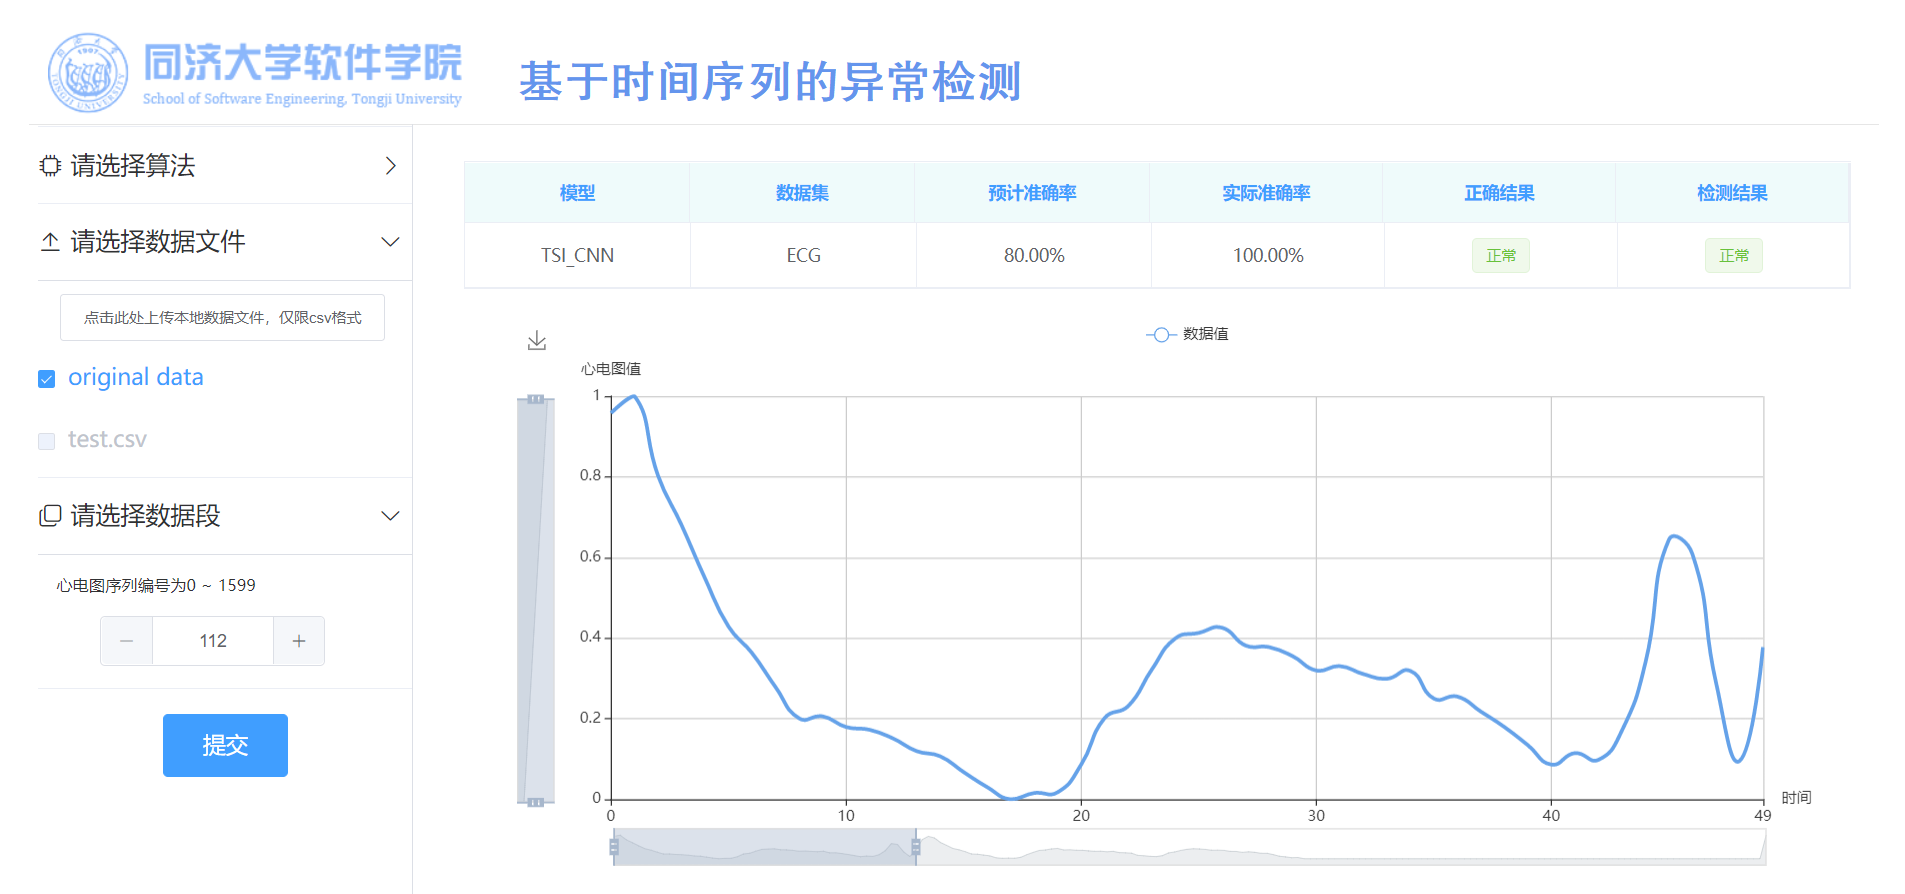 同济大学软件学院
School of Software Engineering, Tongji University
基于时间序列的异常检测
请选择算法
请选择数据文件
点击此处上传本地数据文件，仅限csv格式
original data
test.csv
请选择数据段
心电图序列编号为0 ~ 1599
112
提交
模型 数据集 预计准确率 实际准确率 正确结果 检测结果
TSI_CNN ECG 80.00% 100.00% 正常 正常
数据值
心电图值
1
0.8
0.6
0.4
0.2
0
时间
0 10 20 30 40 49